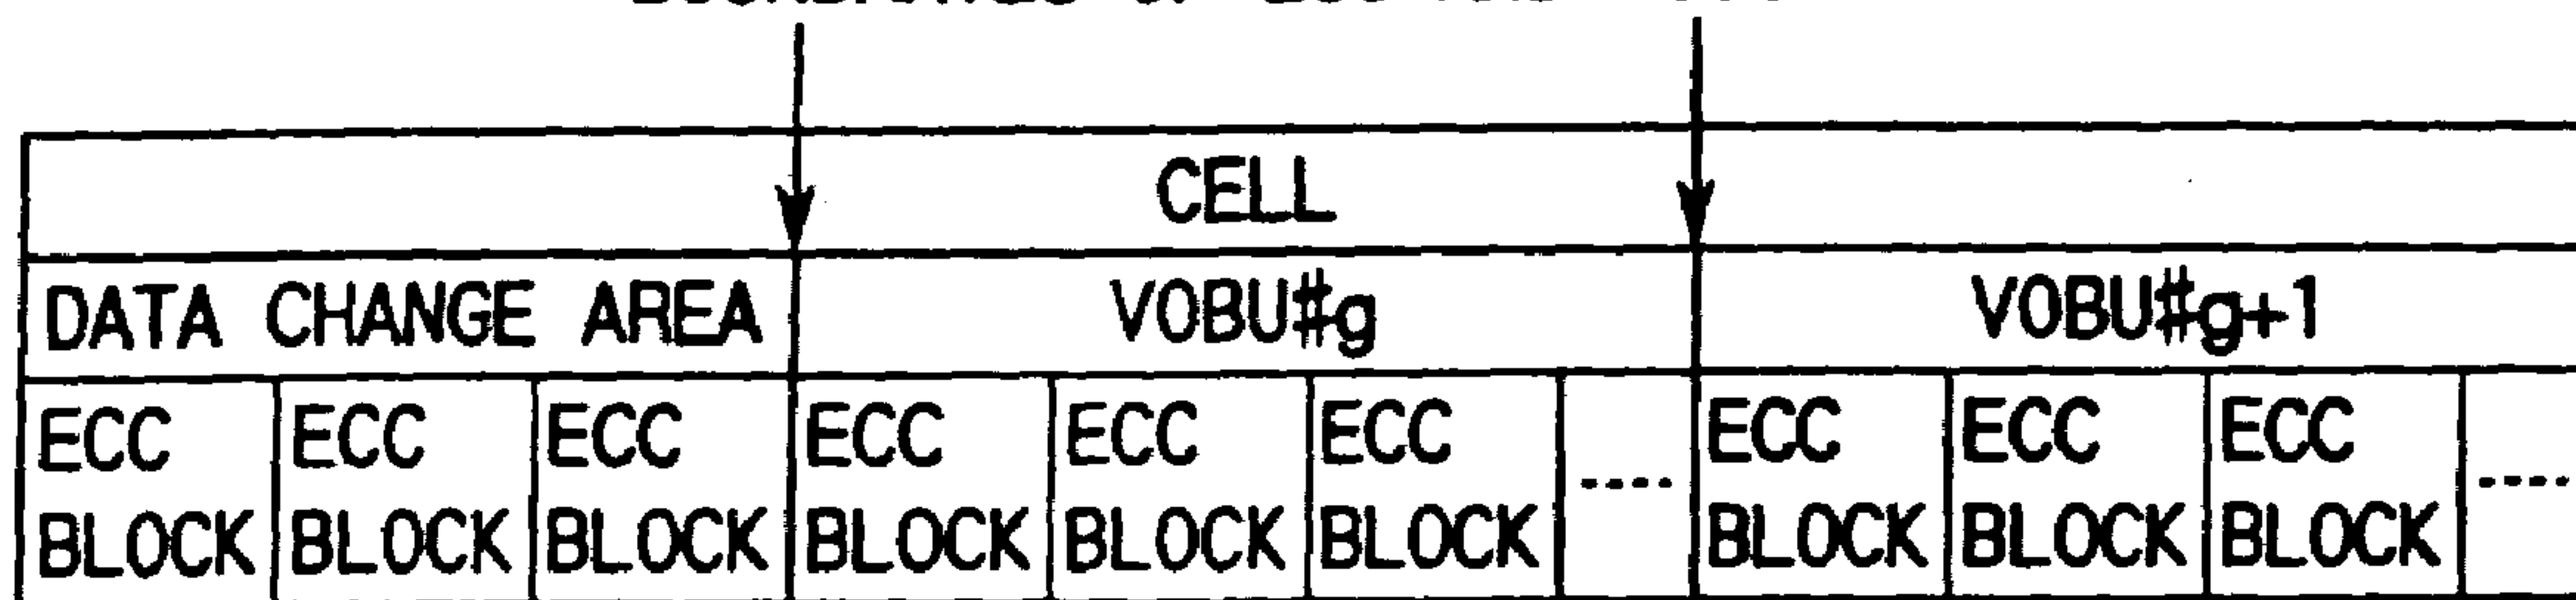 CELL
DATA CHANGE AREA VOBU#g VOBU#g+1
ECC ECC ECC ECC ECC ECC ECC ECC ECC
BLOCK BLOCK BLOCK BLOCK BLOCK BLOCK ---- BLOCK BLOCK BLOCK ----